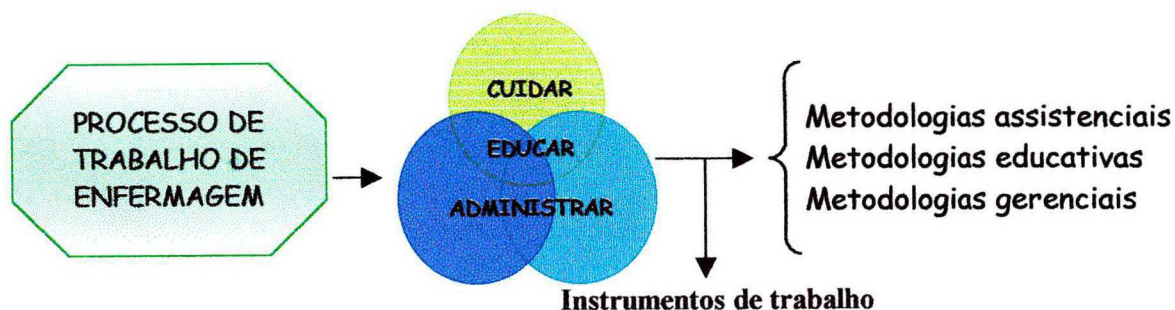 PROCESSO DE
TRABALHO DE
ENFERMAGEM
CUIDAR
EDUCAR
ADMINISTRAR
Metodologias assistenciais
Metodologias educativas
Metodologias gerenciais
Instrumentos de trabalho